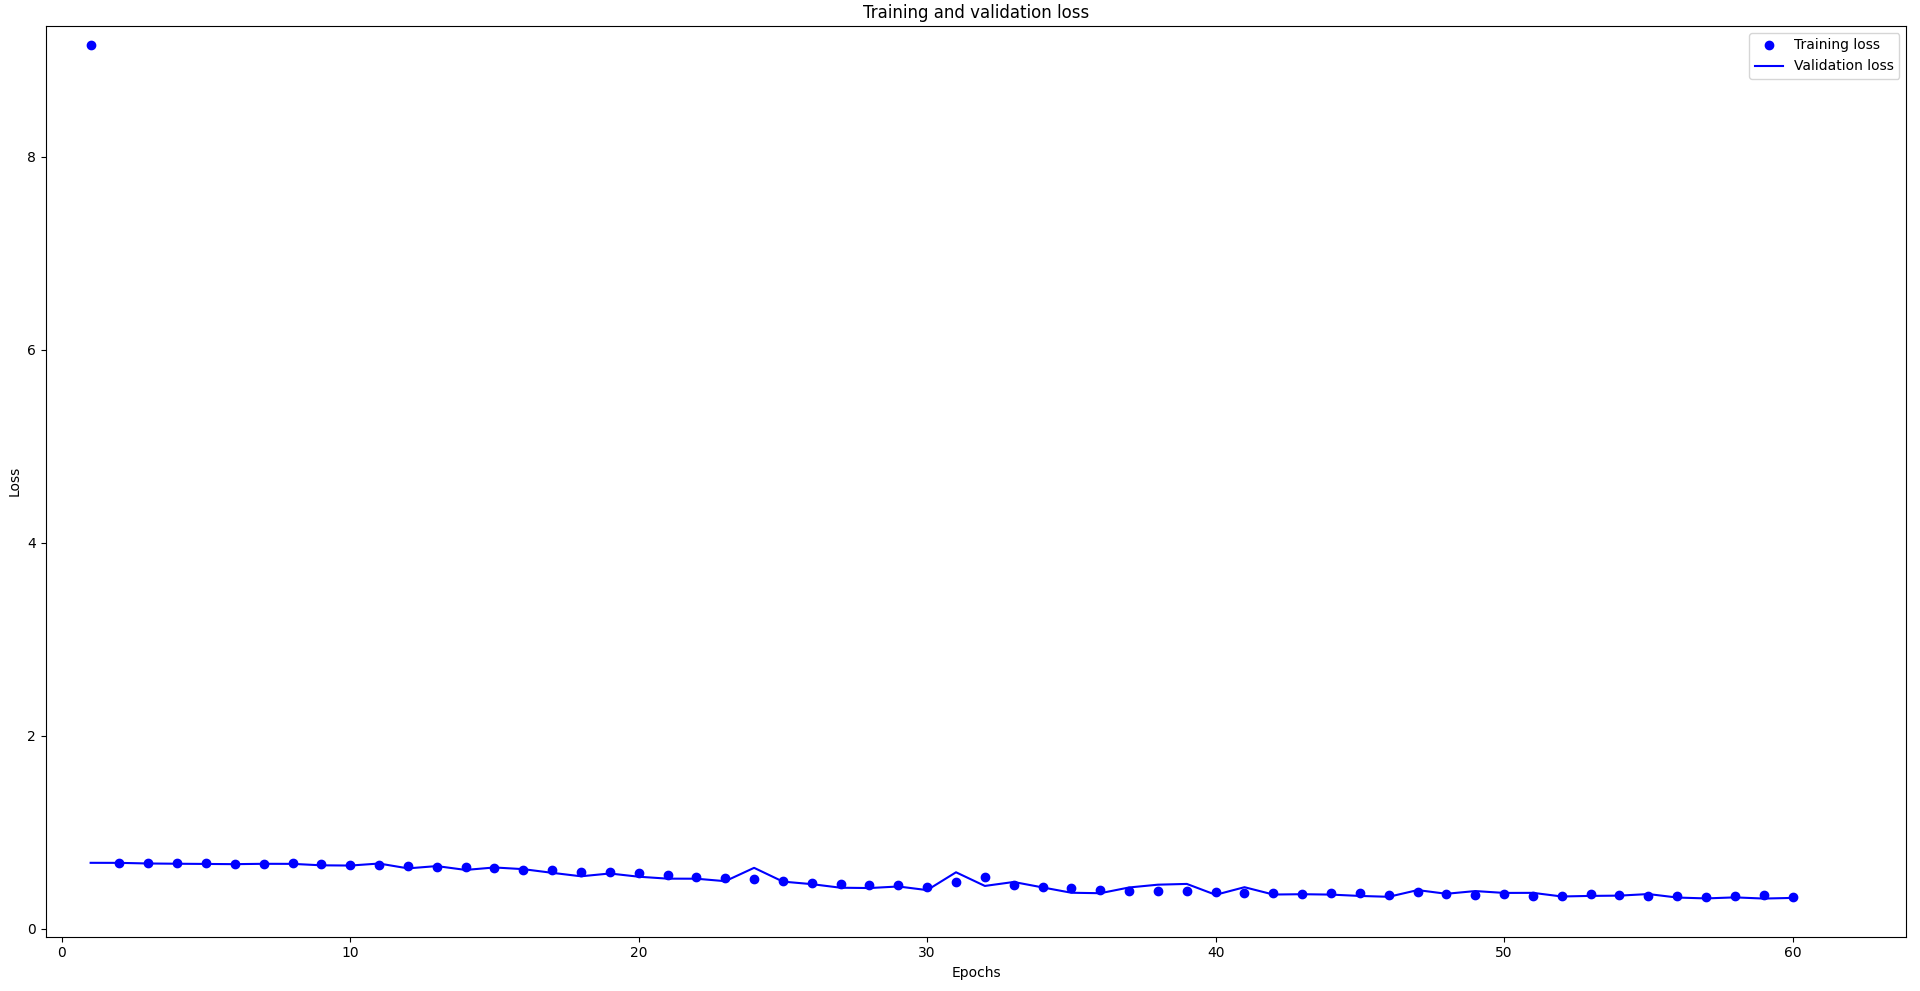 Training and validation loss
Training loss
Validation loss
8
6
4
2
0
Loss
0 10 20 30 40 50 60
Epochs